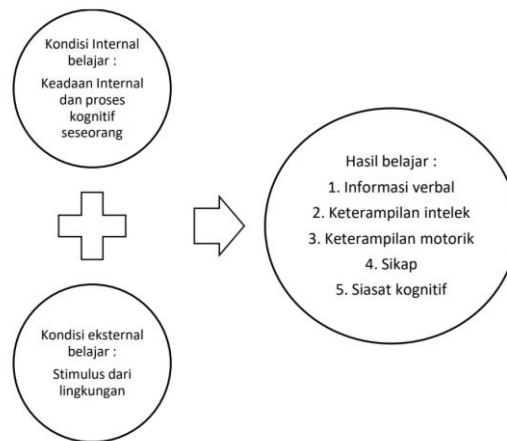 Kondisi Internal
belajar :
Keadaan Internal
dan proses
kognitif
seseorang
Kondisi eksternal
belajar :
Stimulus dari
lingkungan
Hasil belajar :
1. Informasi verbal
2. Keterampilan intelek
3. Keterampilan motorik
4. Sikap
5. Siasat kognitif